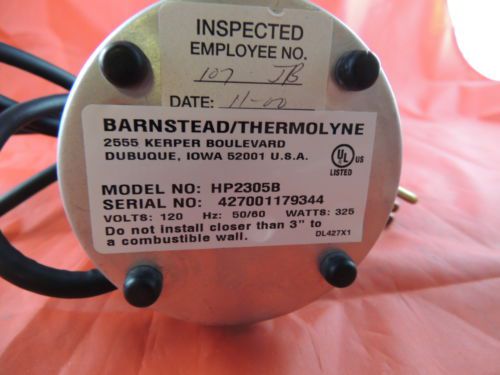 INSPECTED
EMPLOYEE NO.
107 JB
DATE: 11-00
BARNSTEAD/THERMOLYNE
2555 KERPER BOULEVARD
DUBUQUE, IOWA 52001 U.S.A.
UL US
LISTED
MODEL NO: HP2305B
SERIAL NO: 427001179344
VOLTS: 120 Hz: 50/60 WATTS: 325
Do not install closer than 3" to
a combustible wall.
DL427X1